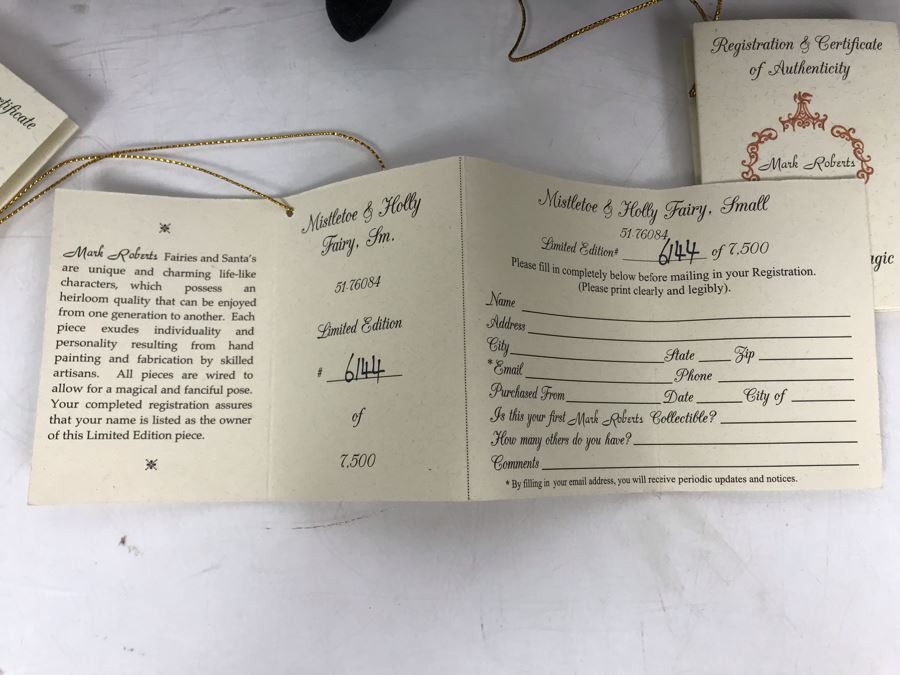 Mark Roberts Fairies and Santa's
are unique and charming life-like
characters, which possess an
heirloom quality that can be enjoyed
from one generation to another. Each
piece exudes individuality and
personality resulting from hand
painting and fabrication by skilled
artisans. All pieces are wired to
allow for a magical and fanciful pose.
Your completed registration assures
that your name is listed as the owner
of this Limited Edition piece.
Mistletoe & Holly
Fairy, Sm.
51-76084
Limited Edition
# 6144
of
7,500
Mistletoe & Holly Fairy, Small
51-76084
Limited Edition# 6144 of 7,500
Please fill in completely below before mailing in your Registration.
(Please print clearly and legibly).
Name
Address
City State Zip
*Email Phone
Purchased From Date City of
Is this your first Mark Roberts Collectible?
How many others do you have?
Comments
* By filling in your email address, you will receive periodic updates and notices.
Registration & Certificate
of Authenticity
Mark Roberts